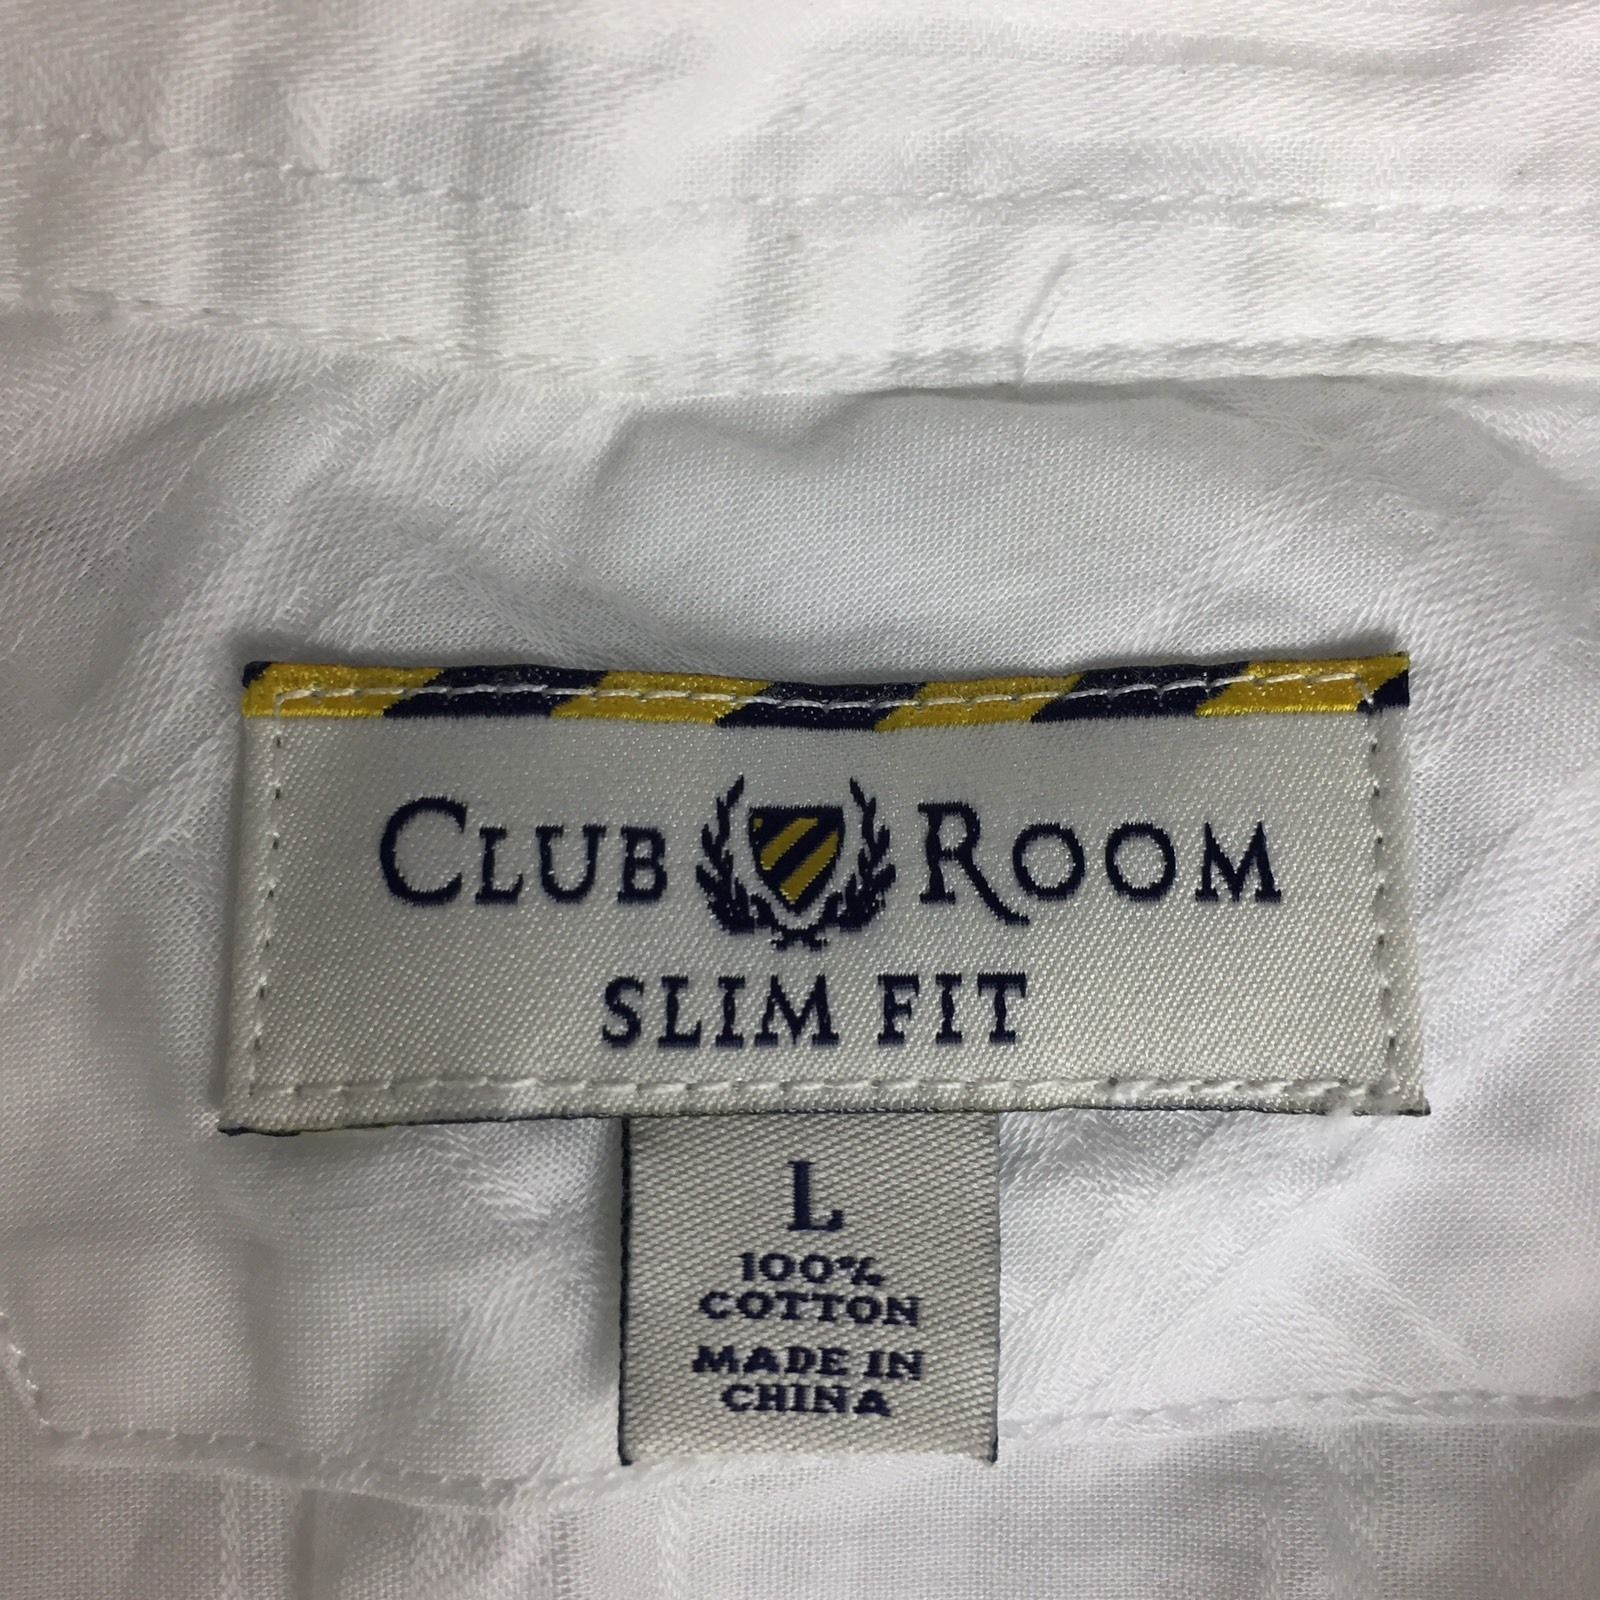 CLUB ROOM
SLIM FIT
L
100%
COTTON
MADE IN
CHINA